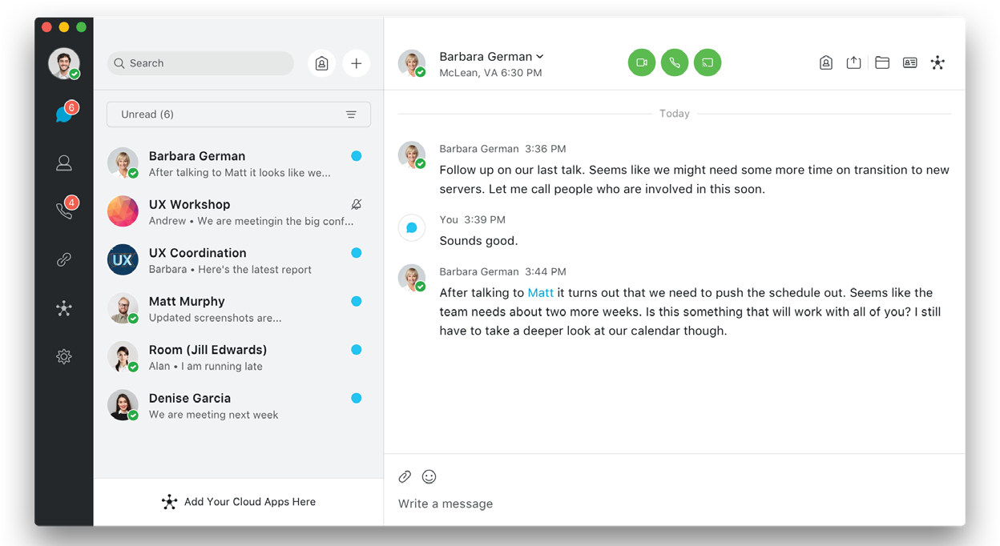 6
4
Search
Unread (6)
Barbara German
After talking to Matt it looks like we...
UX Workshop
Andrew • We are meetingin the big conf...
UX
UX Coordination
Barbara • Here's the latest report
Matt Murphy
Updated screenshots are...
Room (Jill Edwards)
Alan • I am running late
Denise Garcia
We are meeting next week
Add Your Cloud Apps Here
Barbara German
McLean, VA 6:30 PM
Today
Barbara German 3:36 PM
Follow up on our last talk. Seems like we might need some more time on transition to new
servers. Let me call people who are involved in this soon.
You 3:39 PM
Sounds good.
Barbara German 3:44 PM
After talking to Matt it turns out that we need to push the schedule out. Seems like the
team needs about two more weeks. Is this something that will work with all of you? I still
have to take a deeper look at our calendar though.
Write a message